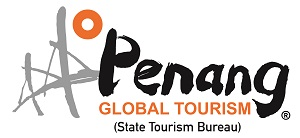 Penang
GLOBAL TOURISM ®
(State Tourism Bureau)